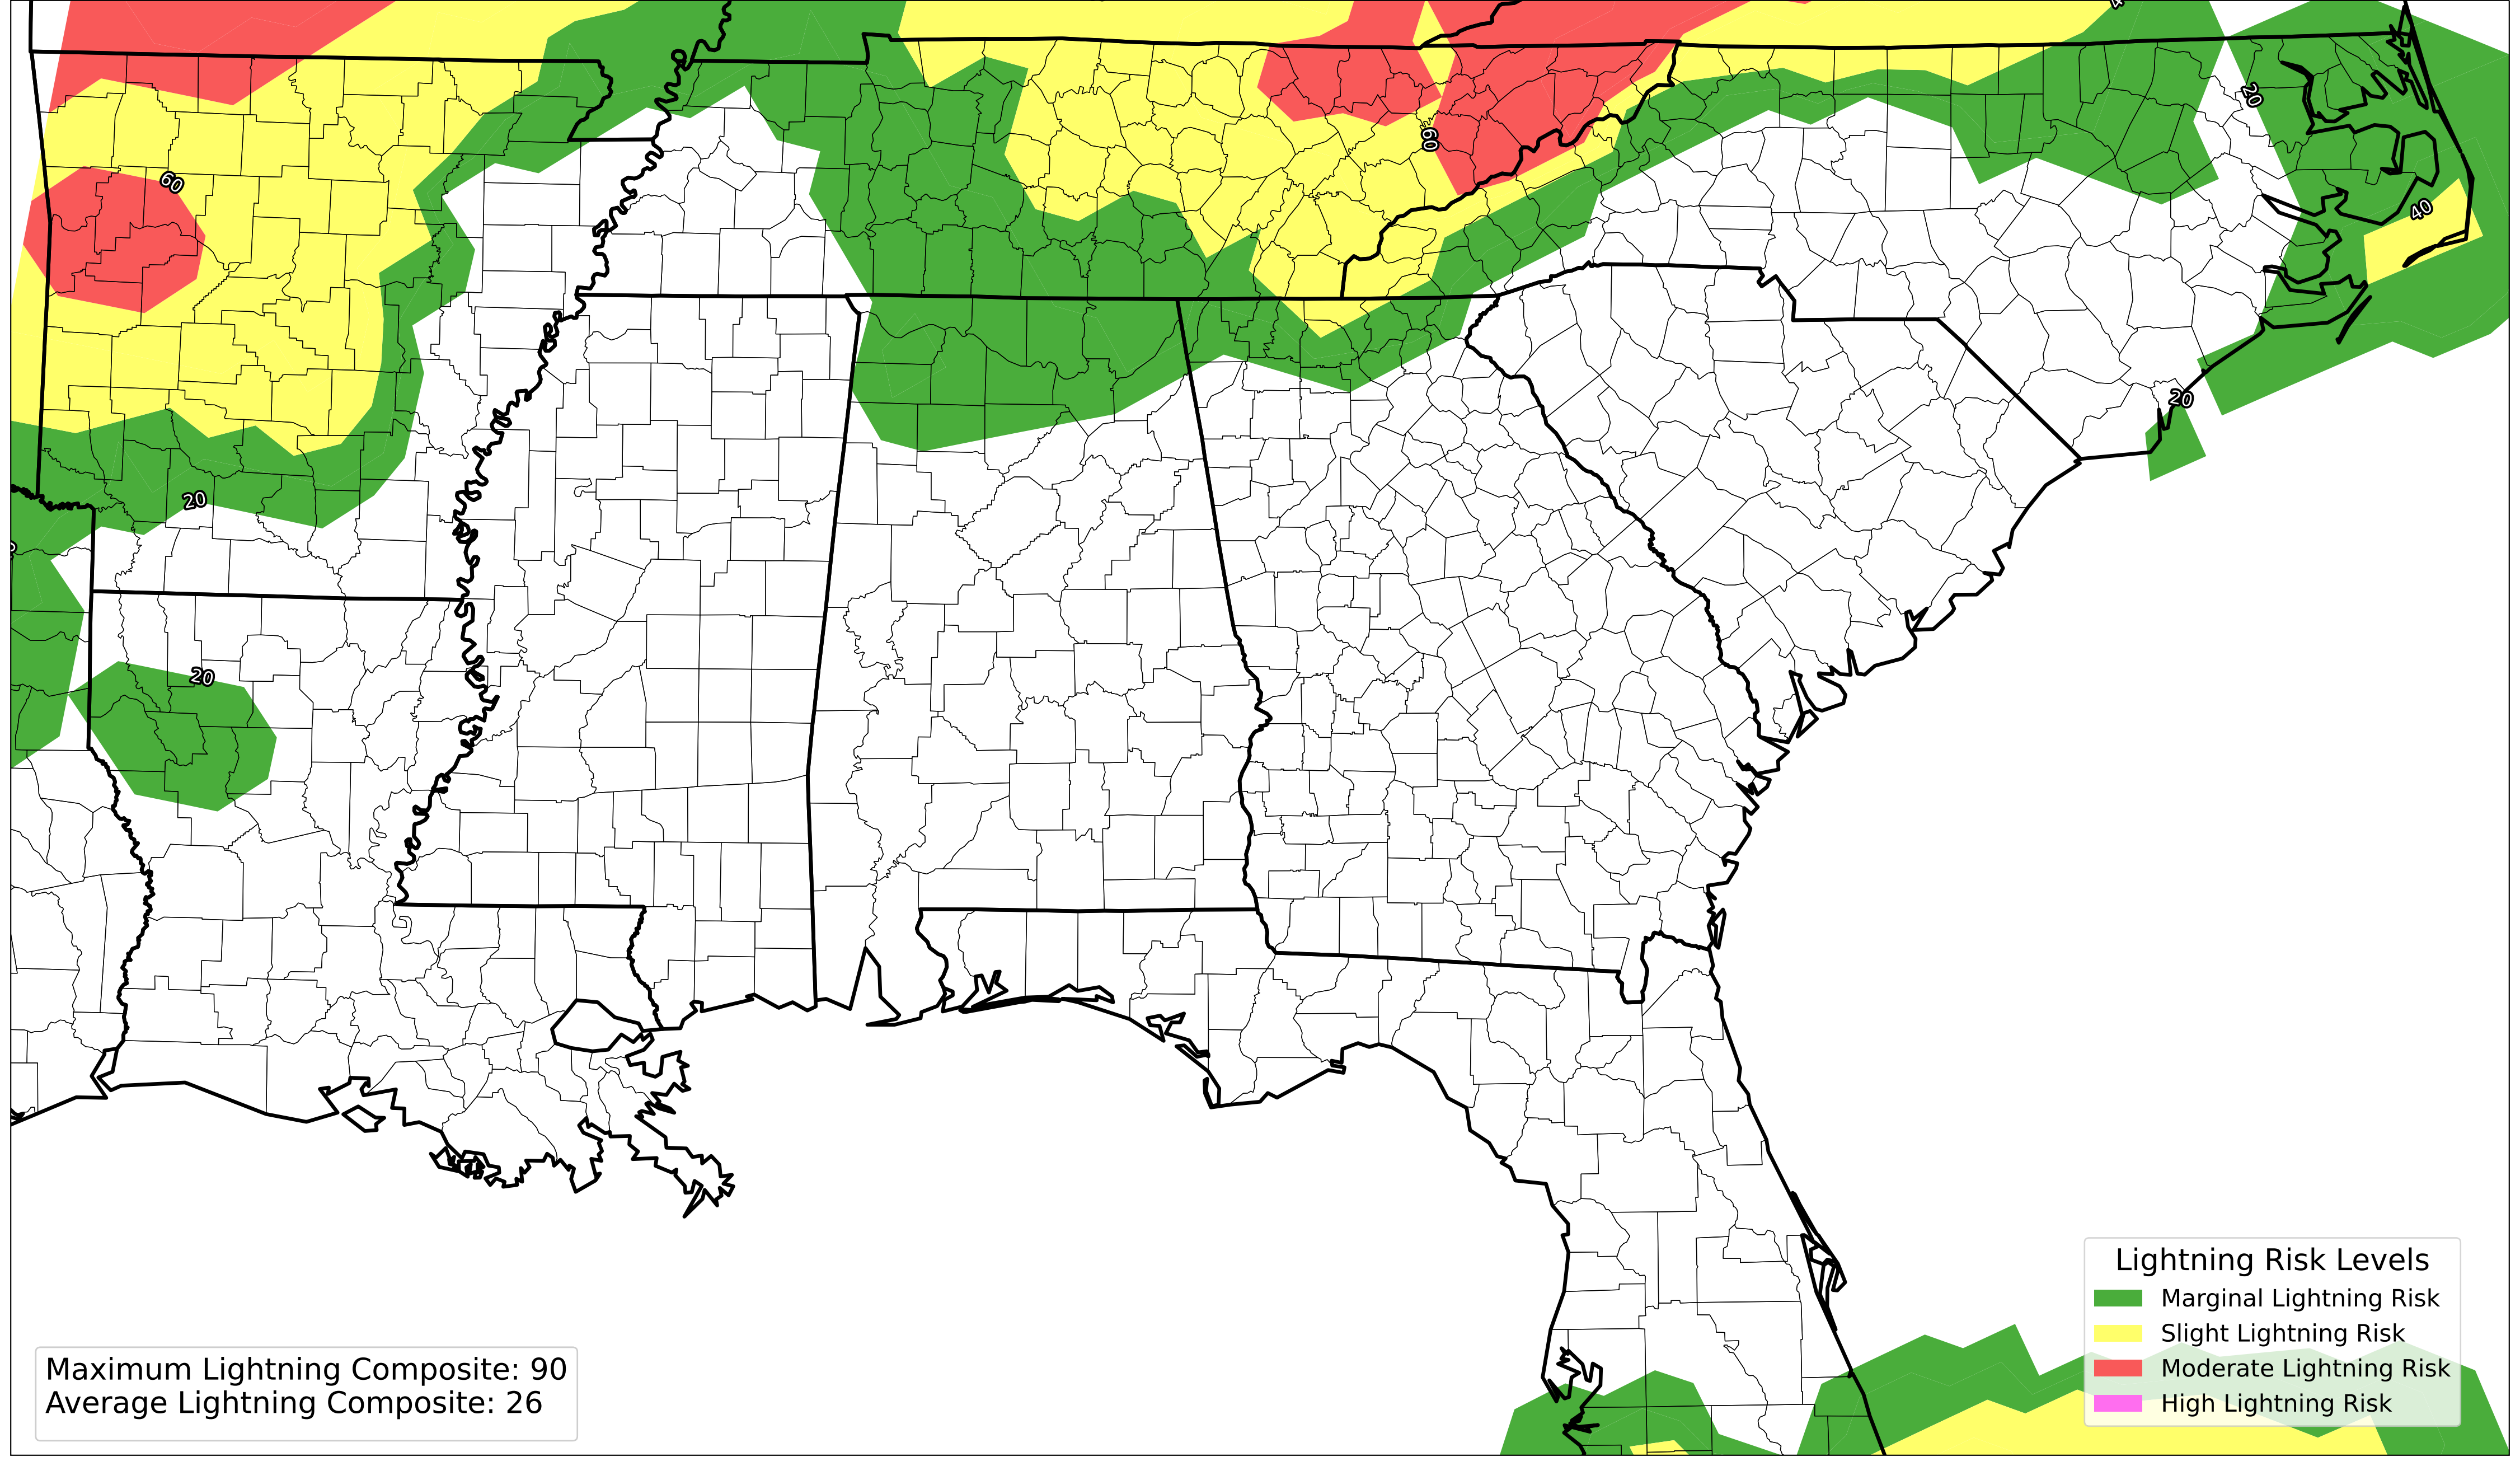 20
60
60
40
20
20
20
Lightning Risk Levels
Marginal Lightning Risk
Slight Lightning Risk
Moderate Lightning Risk
High Lightning Risk
Maximum Lightning Composite: 90
Average Lightning Composite: 26